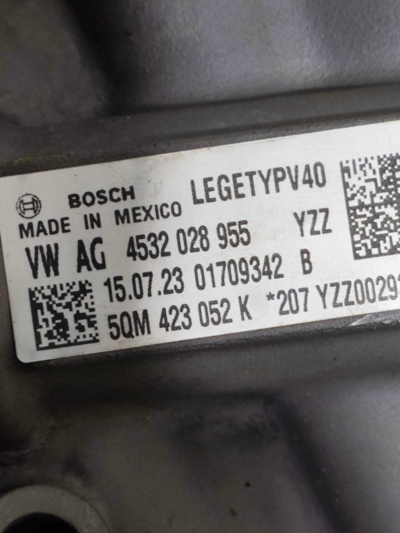 BOSCH LEGETYPV40
MADE IN MEXICO
VW AG 4532 028 955 YZZ
15.07.23 01709342 B
5QM 423 052 K *207 YZZ0029